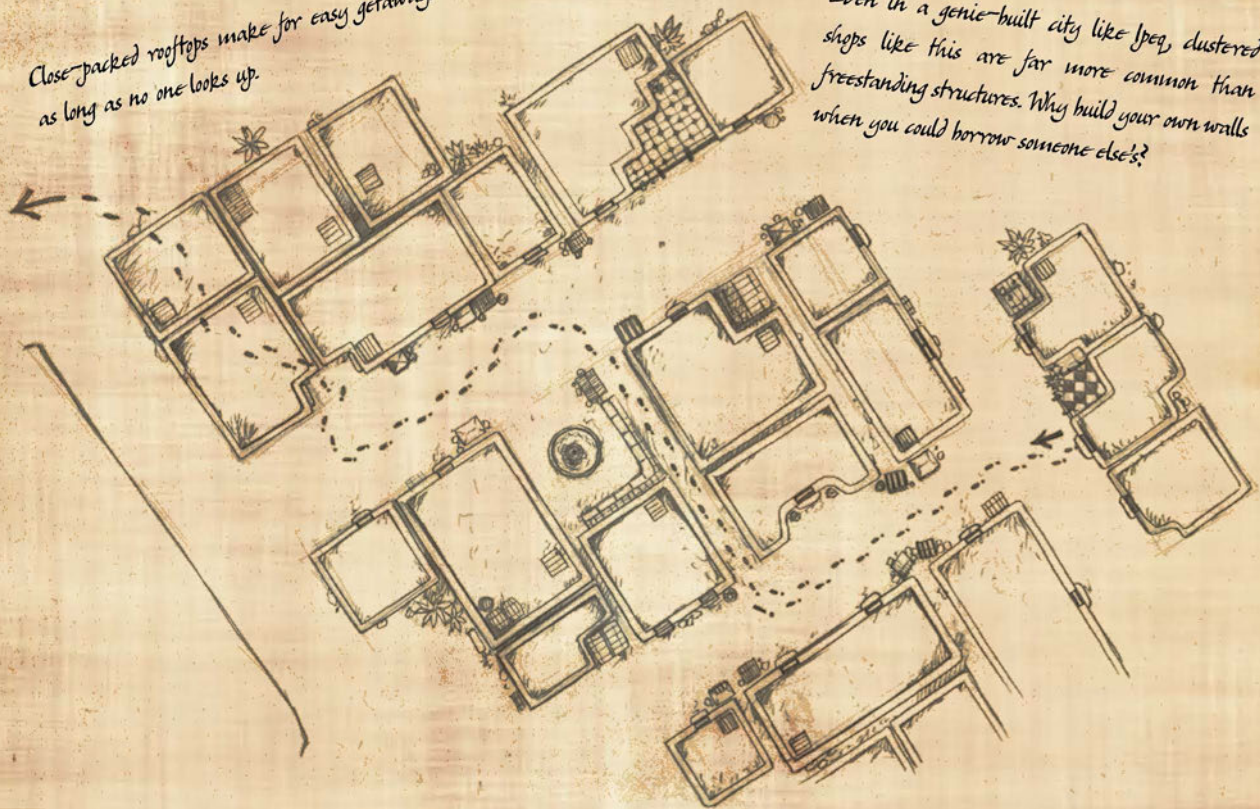 Close-packed rooftops make for easy getaways
as long as no one looks up.
Even in a genie-built city like Ipeq, clustered
shops like this are far more common than
freestanding structures. Why build your own walls
when you could borrow someone else's?